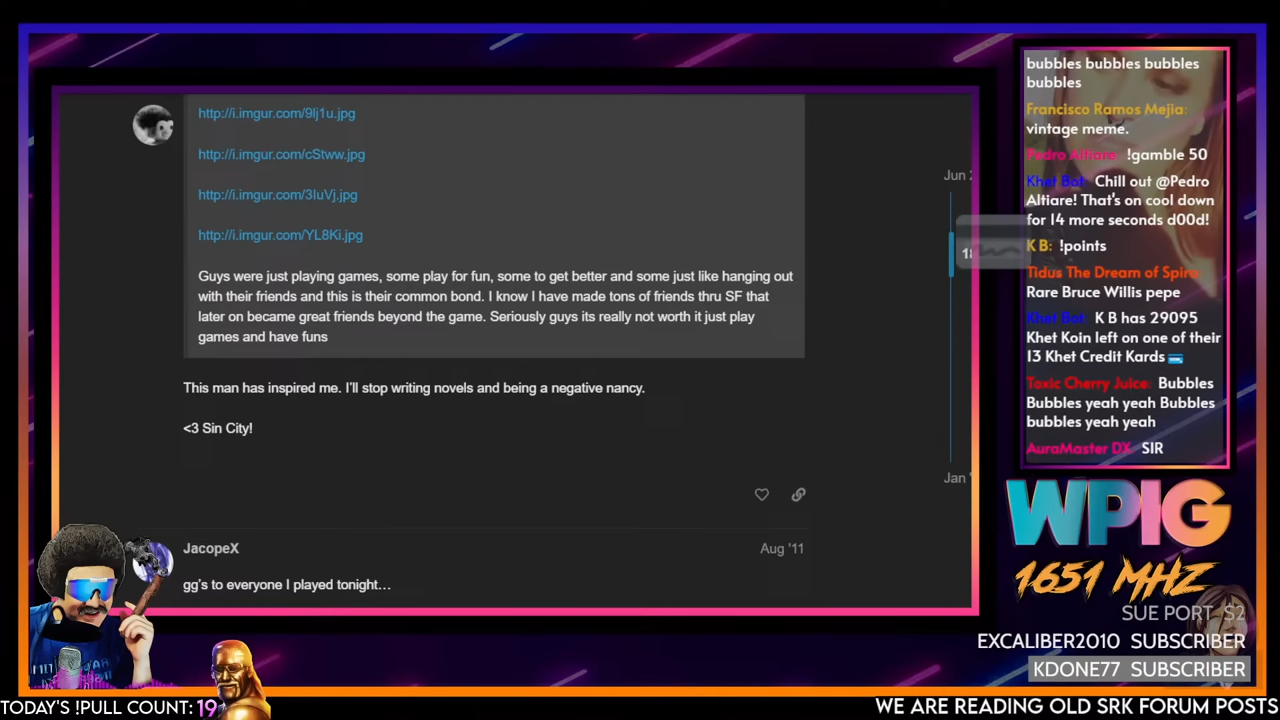 http://i.imgur.com/9lj1u.jpg
http://i.imgur.com/cStww.jpg
http://i.imgur.com/3IuVj.jpg
http://i.imgur.com/YL8Ki.jpg
Guys were just playing games, some play for fun, some to get better and some just like hanging out
with their friends and this is their common bond. I know I have made tons of friends thru SF that
later on became great friends beyond the game. Seriously guys its really not worth it just play
games and have funs
This man has inspired me. I'll stop writing novels and being a negative nancy.
<3 Sin City!
JacopeX
Aug '11
gg's to everyone I played tonight…
Jun 2
18
Jan '
bubbles bubbles bubbles
bubbles
Francisco Ramos Mejia:
vintage meme.
Pedro Altiare: !gamble 50
Khet Bot: Chill out @Pedro
Altiare! That's on cool down
for 14 more seconds d00d!
K B: !points
Tidus The Dream of Spira:
Rare Bruce Willis pepe
Khet Bot: K B has 29095
Khet Koin left on one of their
13 Khet Credit Kards
Toxic Cherry Juice: Bubbles
Bubbles yeah yeah Bubbles
bubbles yeah yeah
AuraMaster DX: SIR
WPIG
1651 MHZ
SUE PORT $2
EXCALIBER2010 SUBSCRIBER
KDONE77 SUBSCRIBER
TODAY'S !PULL COUNT: 19
WE ARE READING OLD SRK FORUM POSTS